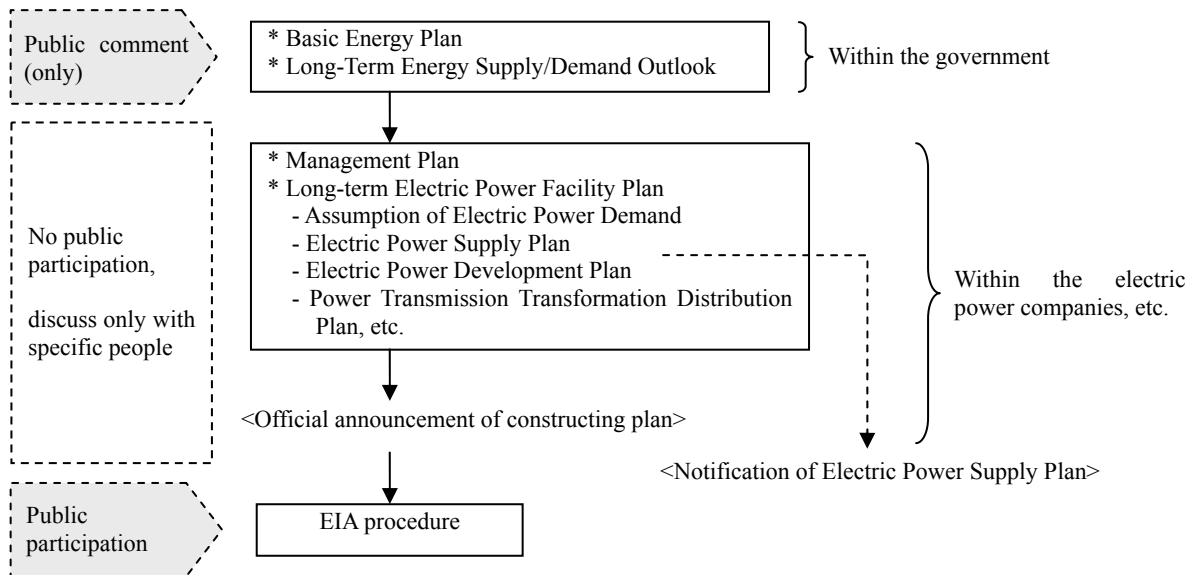 Public comment
(only)
* Basic Energy Plan
* Long-Term Energy Supply/Demand Outlook
Within the government
No public
participation,
discuss only with
specific people
* Management Plan
* Long-term Electric Power Facility Plan
- Assumption of Electric Power Demand
- Electric Power Supply Plan
- Electric Power Development Plan
- Power Transmission Transformation Distribution
Plan, etc.
Within the electric
power companies, etc.
<Official announcement of constructing plan>
<Notification of Electric Power Supply Plan>
Public
participation
EIA procedure